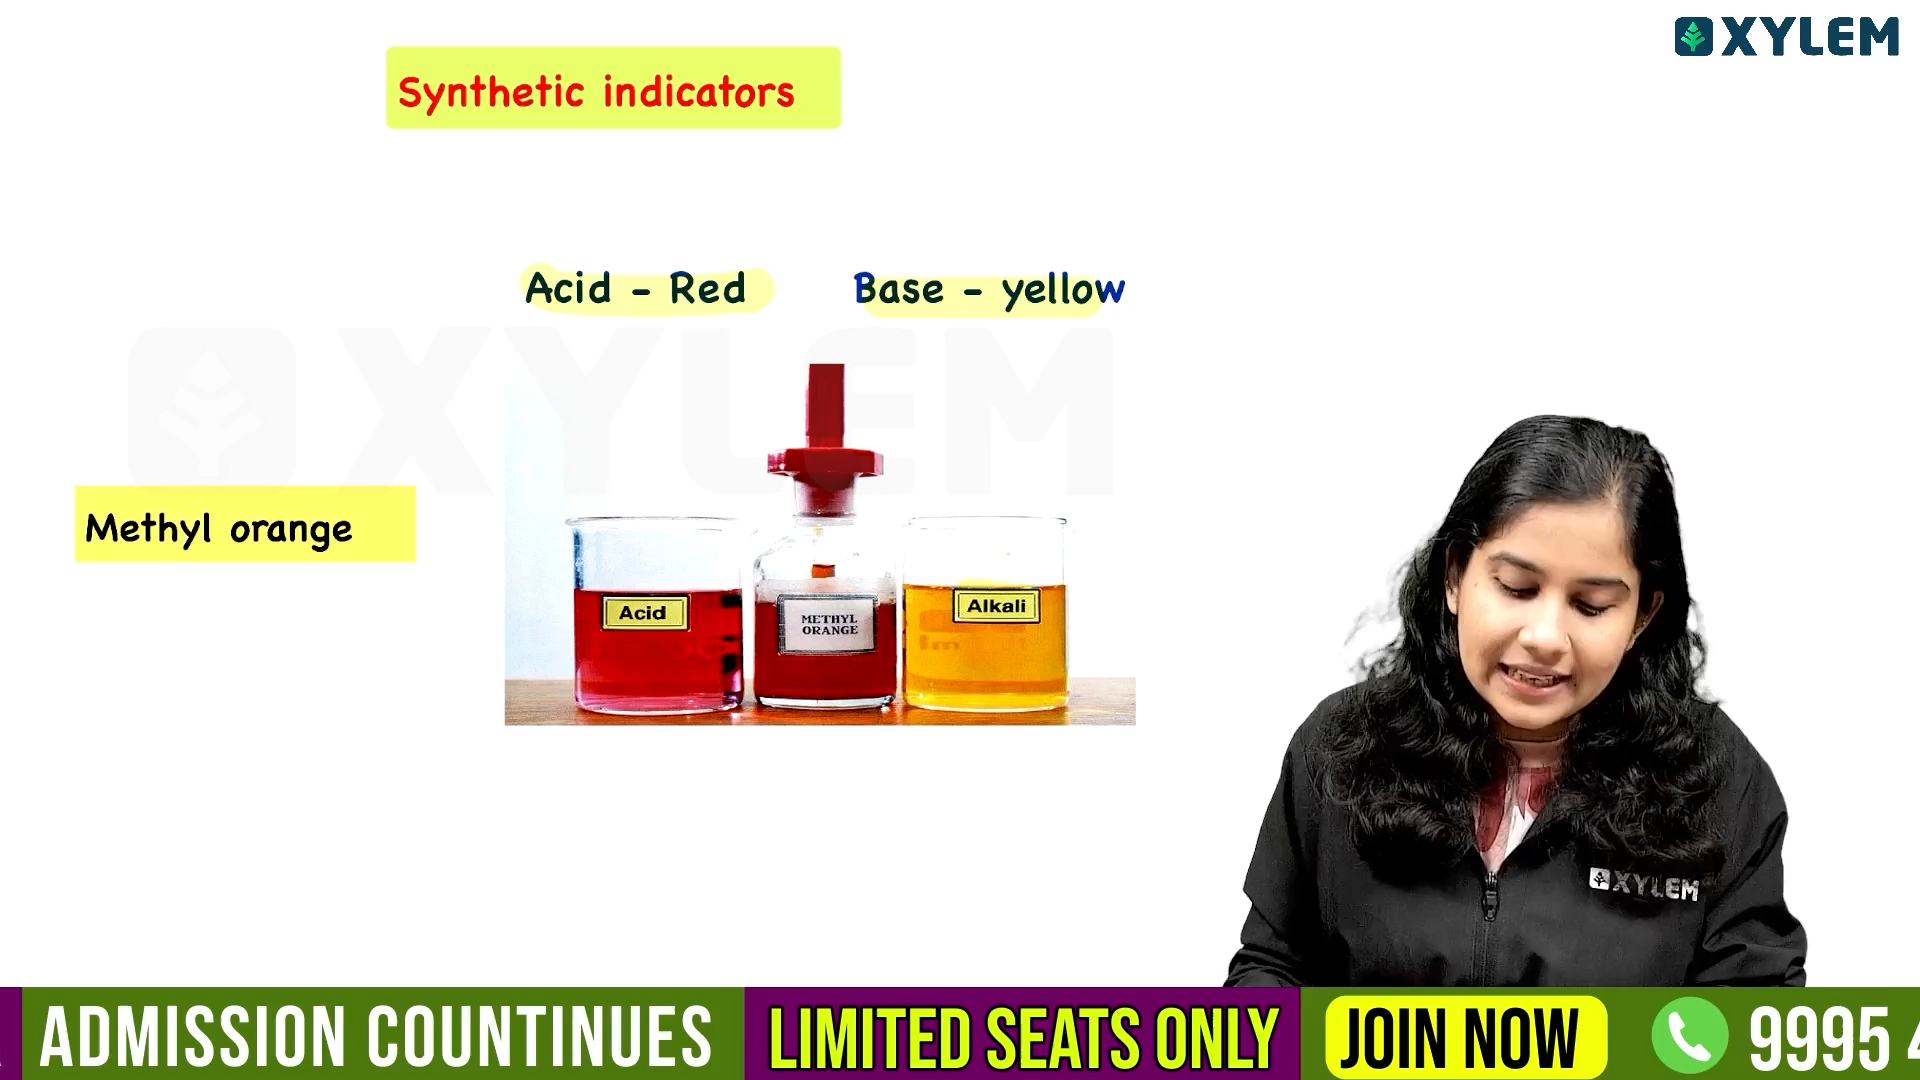 XYLEM
Synthetic indicators
Acid - Red
Base - yellow
XYLEM
Methyl orange
Acid
METHYL
ORANGE
Alkali
XYLEM
ADMISSION COUNTINUES
LIMITED SEATS ONLY
JOIN NOW
9995